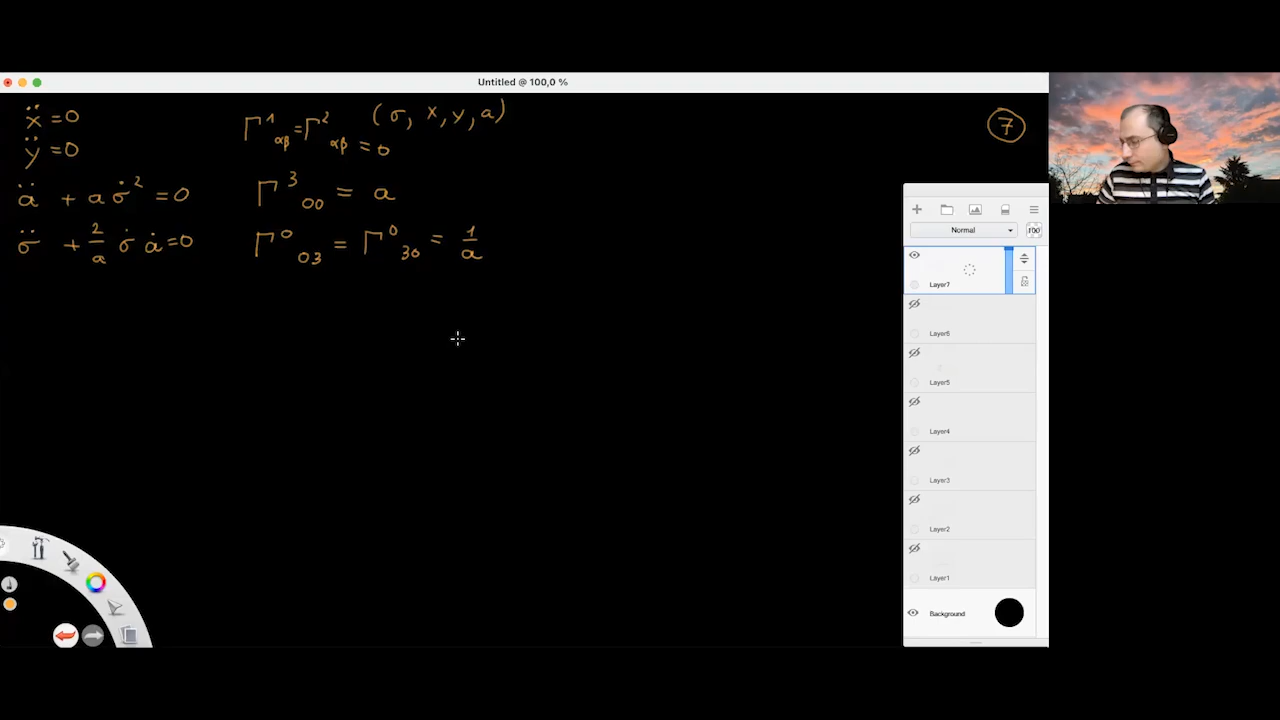 Untitled @ 100,0 %
ẍ = 0
ÿ = 0
ä + a σ̇² = 0
σ̈ + 2/a σ̇ ȧ = 0
Γ¹αβ = Γ²αβ = 0
(σ, x, y, a)
Γ³₀₀ = a
Γ⁰₀₃ = Γ⁰₃₀ = 1/a
7
Normal
100
Layer7
Layer6
Layer5
Layer4
Layer3
Layer2
Layer1
Background